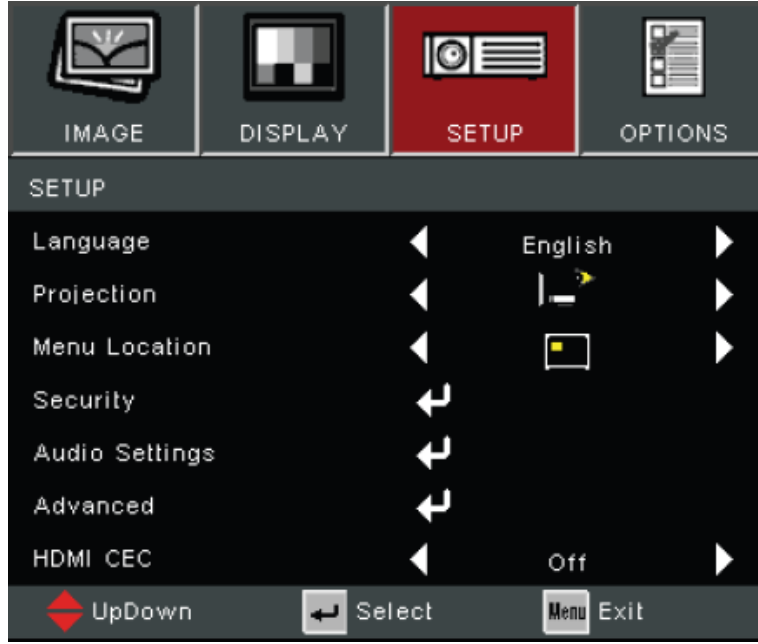 IMAGE DISPLAY SETUP OPTIONS
SETUP
Language English
Projection
Menu Location
Security
Audio Settings
Advanced
HDMI CEC Off
UpDown Select Menu Exit